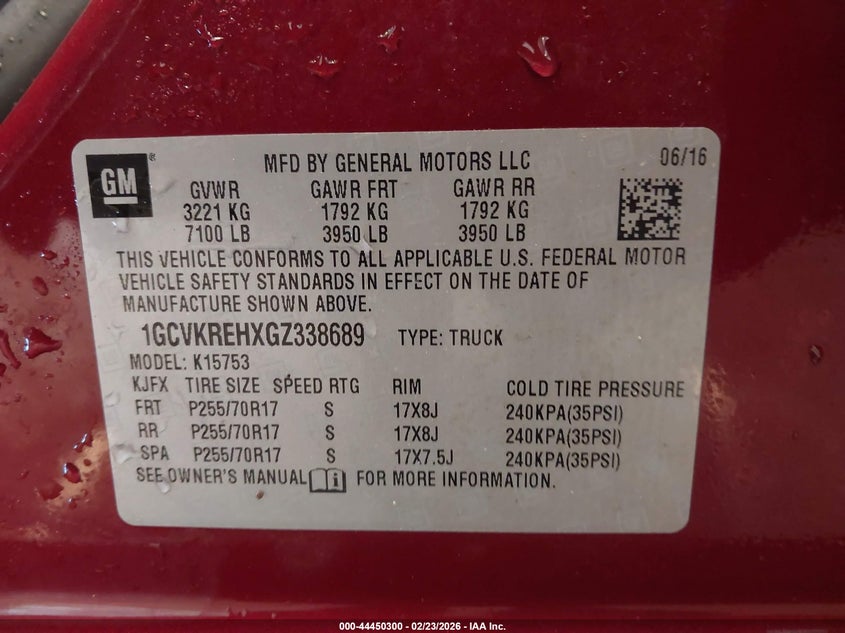 GM
MFD BY GENERAL MOTORS LLC 06/16
GVWR GAWR FRT GAWR RR
3221 KG 1792 KG 1792 KG
7100 LB 3950 LB 3950 LB
THIS VEHICLE CONFORMS TO ALL APPLICABLE U.S. FEDERAL MOTOR
VEHICLE SAFETY STANDARDS IN EFFECT ON THE DATE OF
MANUFACTURE SHOWN ABOVE.
1GCVKREHXGZ338689 TYPE: TRUCK
MODEL: K15753
KJFX TIRE SIZE SPEED RTG RIM COLD TIRE PRESSURE
FRT P255/70R17 S 17X8J 240KPA(35PSI)
RR P255/70R17 S 17X8J 240KPA(35PSI)
SPA P255/70R17 S 17X7.5J 240KPA(35PSI)
SEE OWNER'S MANUAL FOR MORE INFORMATION.
000-44450300 - 02/23/2026 - IAA Inc.